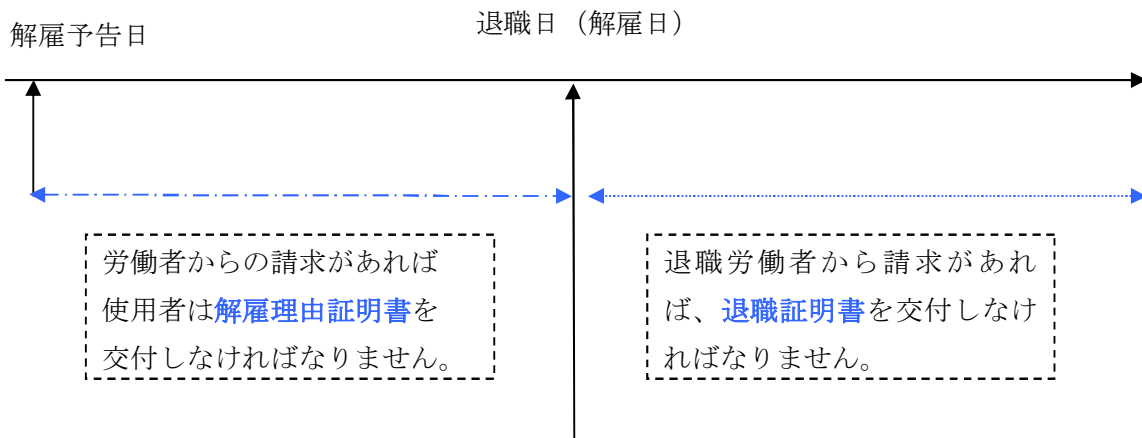 解雇予告日
退職日（解雇日）
労働者からの請求があれば
使用者は解雇理由証明書を
交付しなければなりません。
退職労働者から請求があれ
ば、退職証明書を交付しなけ
ればなりません。